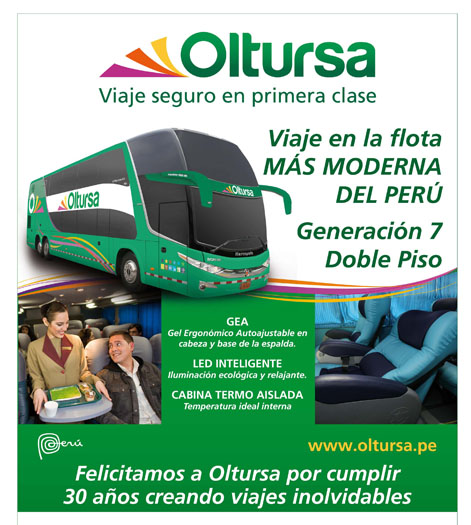 Oltursa
Viaje seguro en primera clase
Viaje en la flota
MÁS MODERNA
DEL PERÚ
Generación 7
Doble Piso
Oltursa
Oltursa
Marcopolo
GEA
Gel Ergonómico Autoajustable en
cabeza y base de la espalda.
LED INTELIGENTE
Iluminación ecológica y relajante.
CABINA TERMO AISLADA
Temperatura ideal interna
Perú
www.oltursa.pe
Felicitamos a Oltursa por cumplir
30 años creando viajes inolvidables